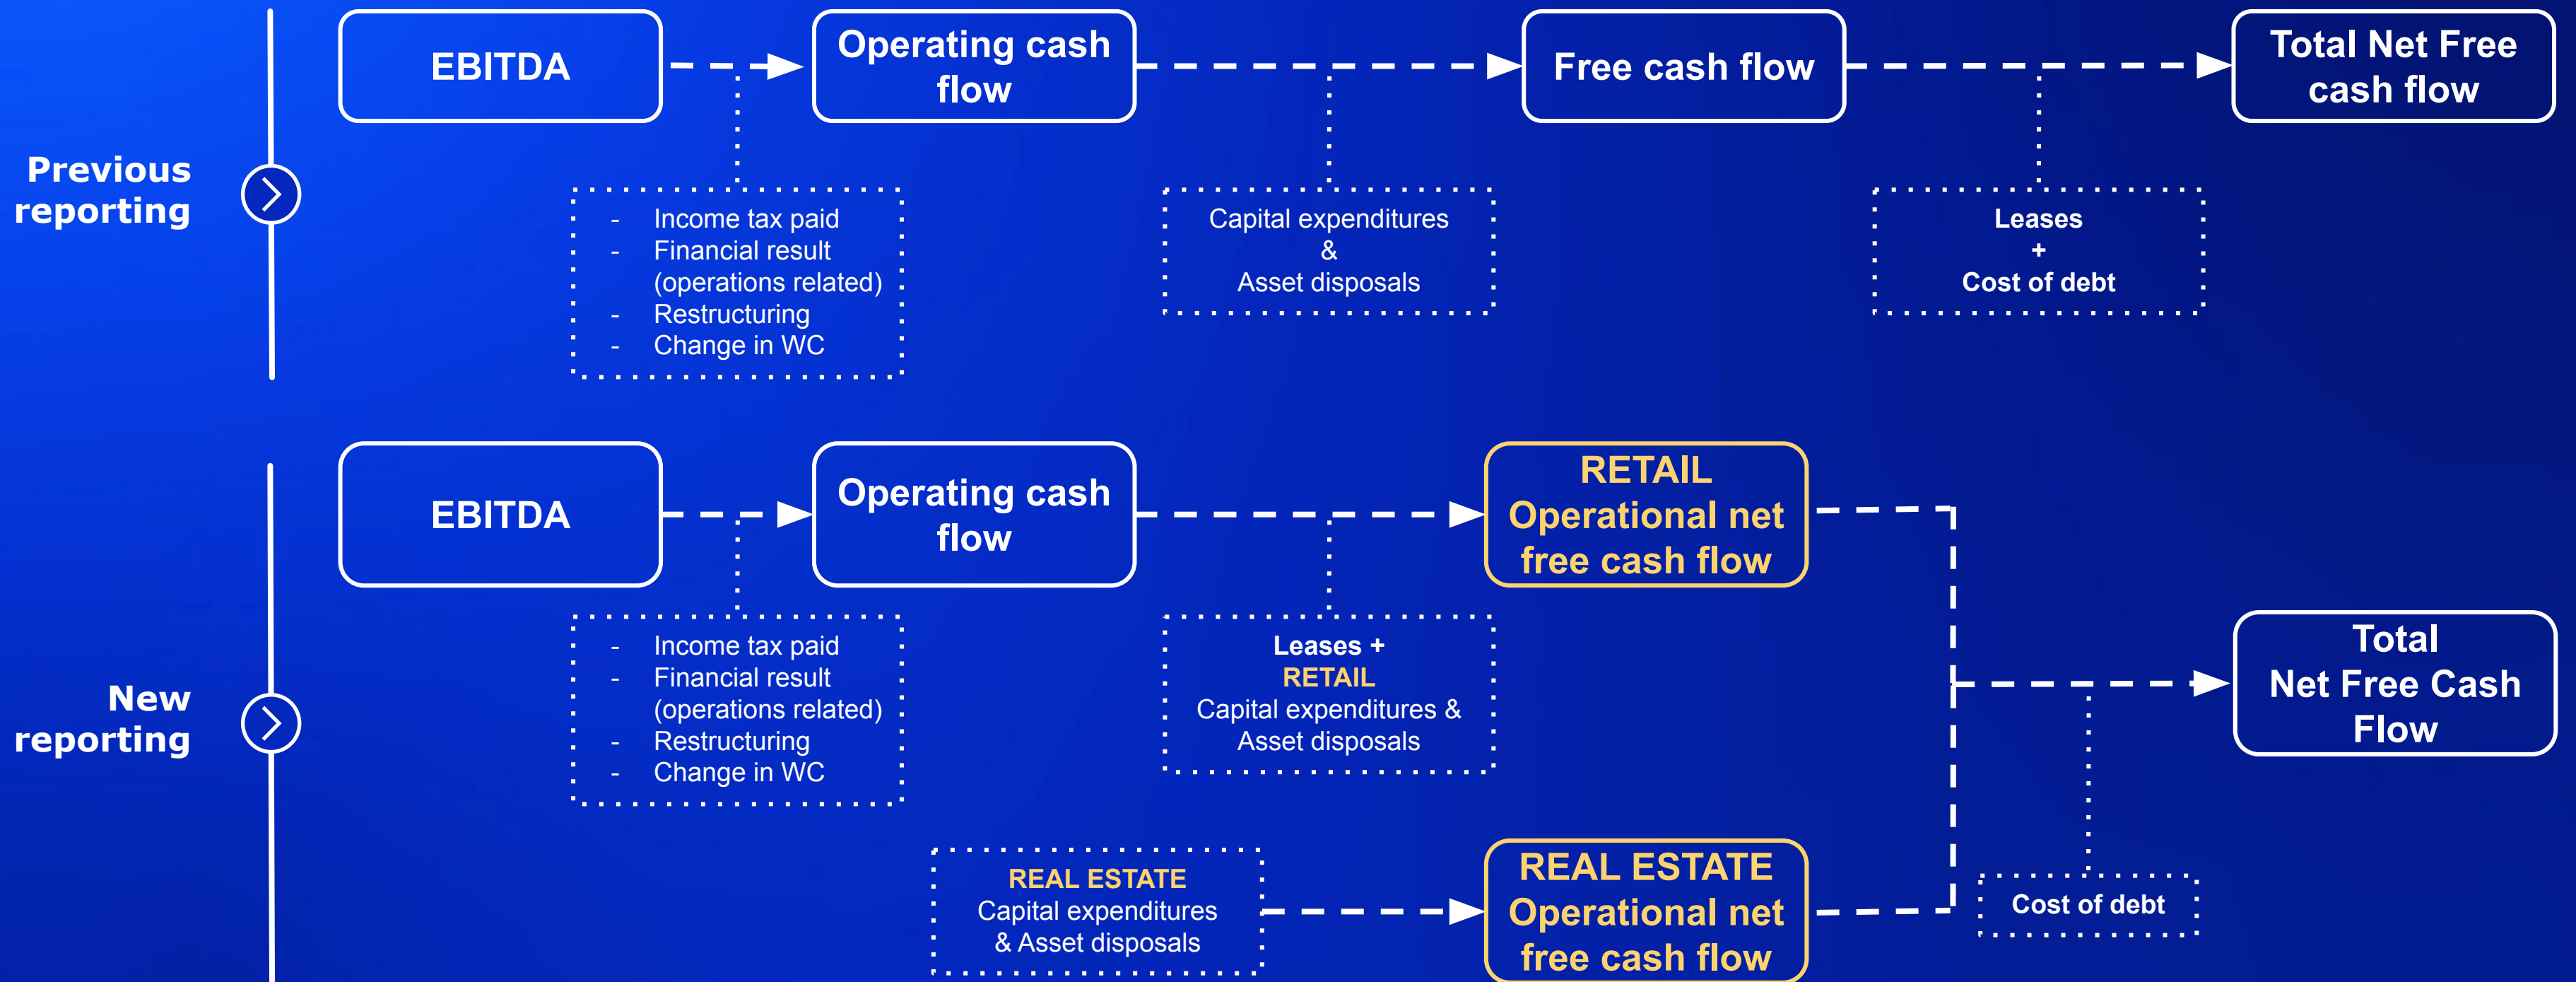 Previous
reporting
EBITDA
Operating cash
flow
Free cash flow
Total Net Free
cash flow
- Income tax paid
- Financial result
(operations related)
- Restructuring
- Change in WC
Capital expenditures
&
Asset disposals
Leases
+
Cost of debt
New
reporting
EBITDA
Operating cash
flow
RETAIL
Operational net
free cash flow
- Income tax paid
- Financial result
(operations related)
- Restructuring
- Change in WC
Leases +
RETAIL
Capital expenditures &
Asset disposals
Total
Net Free Cash
Flow
REAL ESTATE
Capital expenditures
& Asset disposals
REAL ESTATE
Operational net
free cash flow
Cost of debt